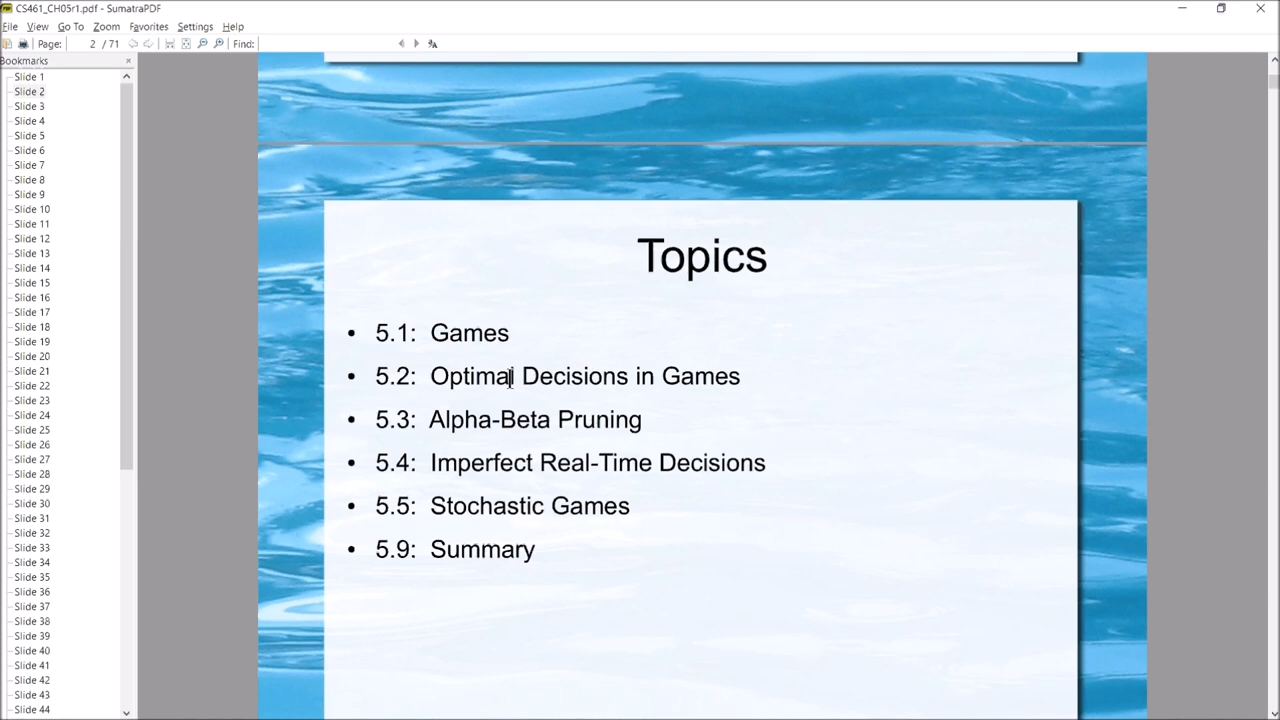 CS461_CH05r1.pdf - SumatraPDF
File View Go To Zoom Favorites Settings Help
Page: 2 / 71 Find:
Bookmarks
Slide 1
Slide 2
Slide 3
Slide 4
Slide 5
Slide 6
Slide 7
Slide 8
Slide 9
Slide 10
Slide 11
Slide 12
Slide 13
Slide 14
Slide 15
Slide 16
Slide 17
Slide 18
Slide 19
Slide 20
Slide 21
Slide 22
Slide 23
Slide 24
Slide 25
Slide 26
Slide 27
Slide 28
Slide 29
Slide 30
Slide 31
Slide 32
Slide 33
Slide 34
Slide 35
Slide 36
Slide 37
Slide 38
Slide 39
Slide 40
Slide 41
Slide 42
Slide 43
Slide 44
Topics
• 5.1: Games
• 5.2: Optimal Decisions in Games
• 5.3: Alpha-Beta Pruning
• 5.4: Imperfect Real-Time Decisions
• 5.5: Stochastic Games
• 5.9: Summary